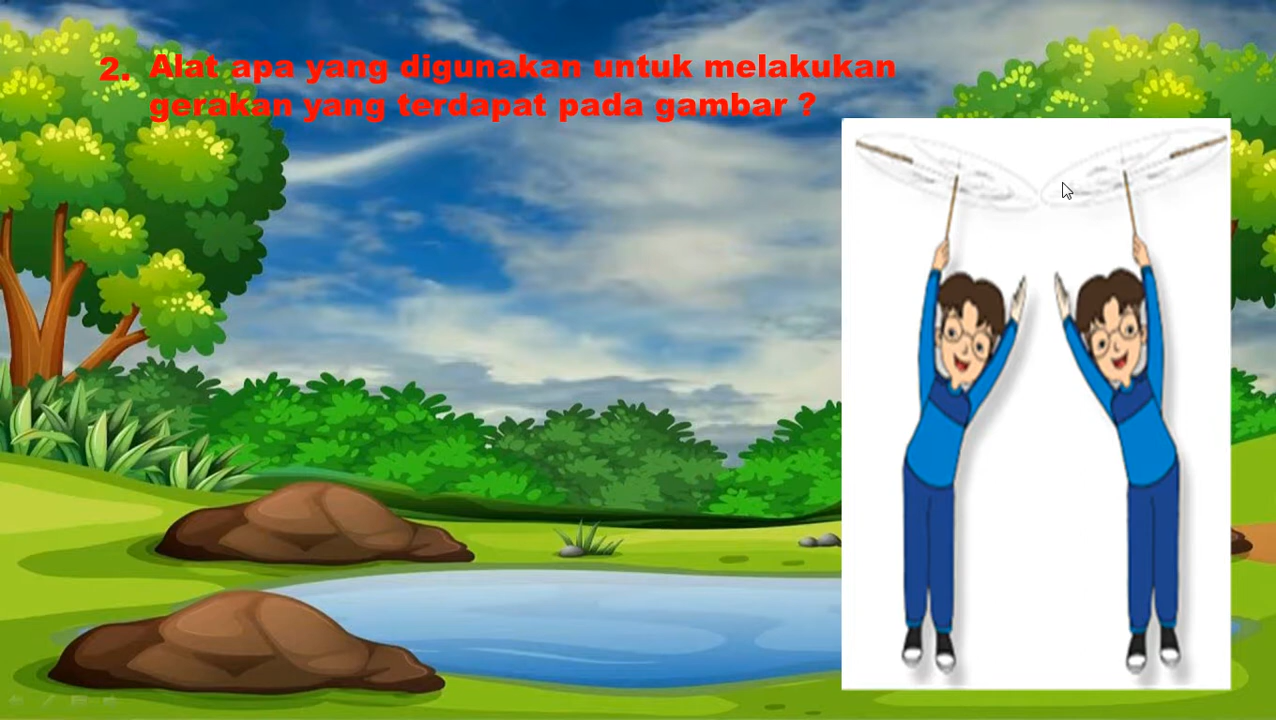 2. Alat apa yang digunakan untuk melakukan
gerakan yang terdapat pada gambar ?